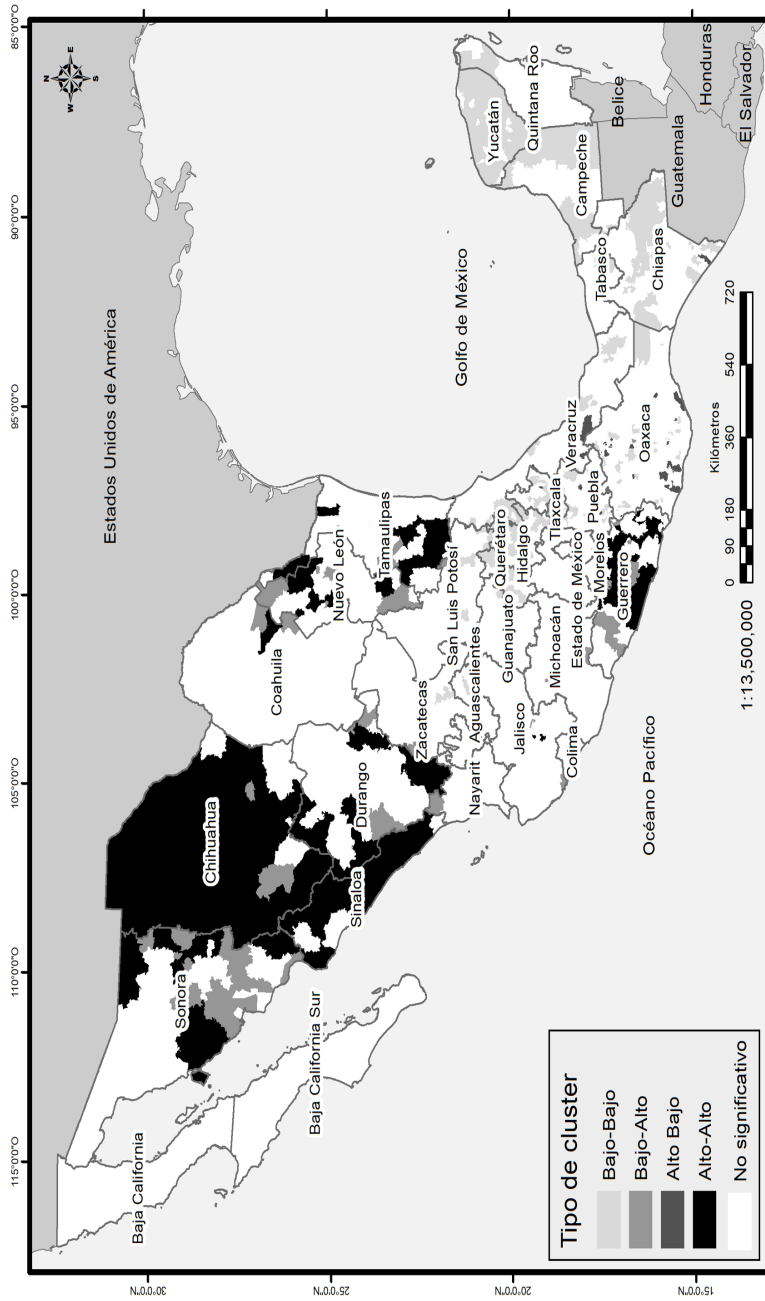 115°0'0"O
110°0'0"O
105°0'0"O
100°0'0"O
95°0'0"O
90°0'0"O
85°0'0"O
30°0'0"N
25°0'0"N
20°0'0"N
15°0'0"N
N
W
E
S
Estados Unidos de América
Baja California
Sonora
Chihuahua
Coahuila
Baja California Sur
Sinaloa
Durango
Nuevo León
Tamaulipas
Golfo de México
Zacatecas
San Luis Potosí
Nayarit
Aguascalientes
Guanajuato
Querétaro
Hidalgo
Jalisco
Michoacán
Estado de México
Tlaxcala
Veracruz
Colima
Morelos
Puebla
Guerrero
Oaxaca
Yucatán
Quintana Roo
Campeche
Tabasco
Chiapas
Belice
Guatemala
Honduras
El Salvador
Océano Pacífico
Tipo de cluster
Bajo-Bajo
Bajo-Alto
Alto Bajo
Alto-Alto
No significativo
Kilómetros
0 90 180 360 540 720
1:13,500,000